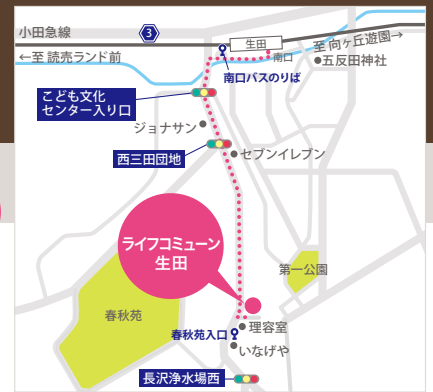 小田急線
3
生田
至 向ヶ丘遊園→
←至 読売ランド前
南口
五反田神社
南口バスのりば
こども文化
センター入り口
ジョナサン
西三田団地
セブンイレブン
ライフコミューン
生田
第一公園
春秋苑
理容室
春秋苑入口
いなげや
長沢浄水場西